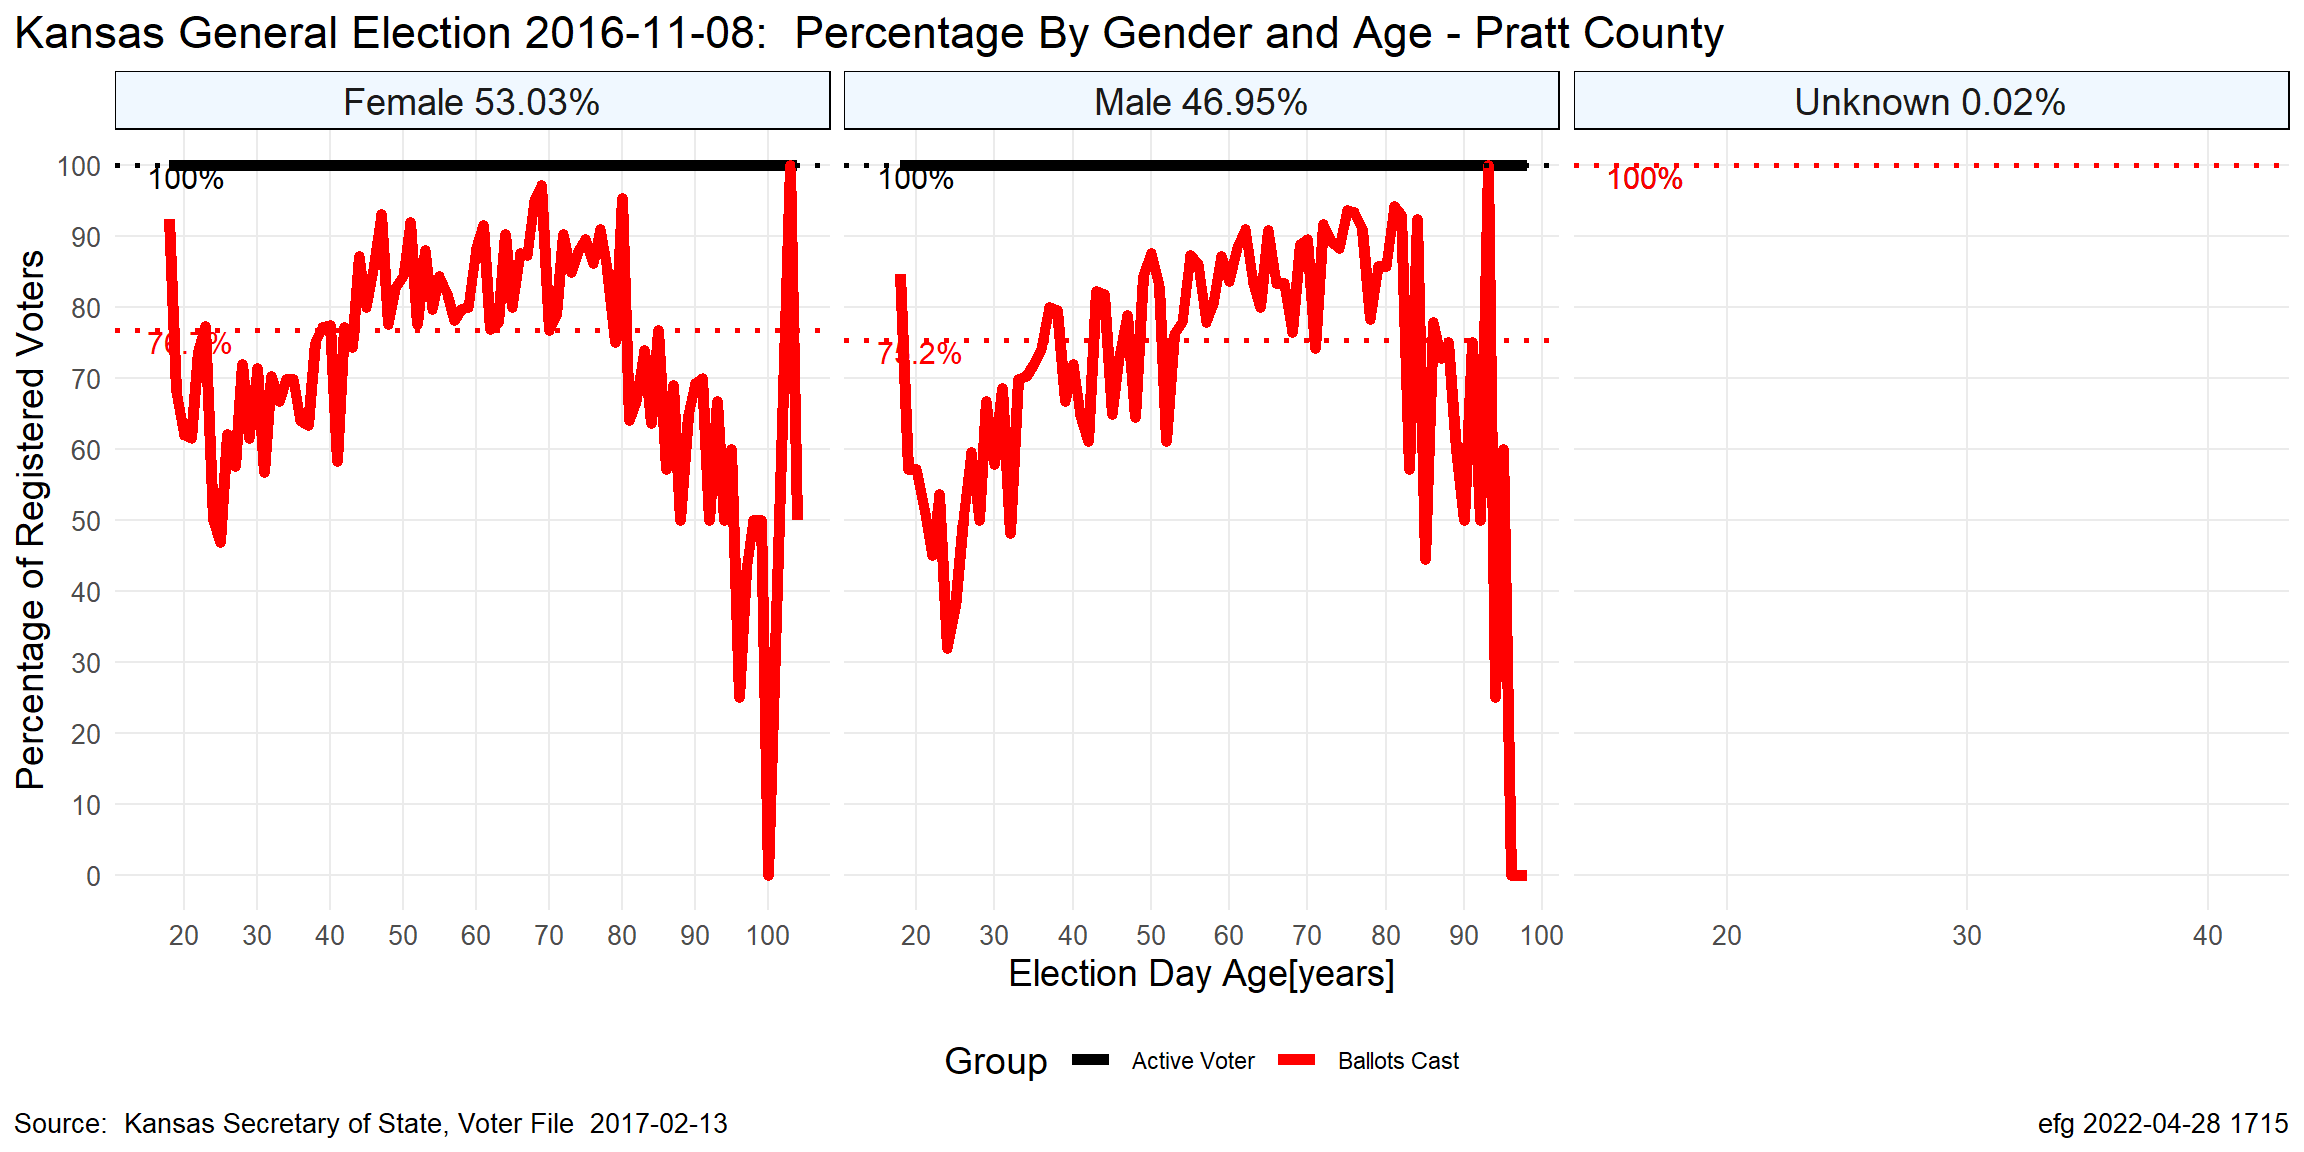 Kansas General Election 2016-11-08:  Percentage By Gender and Age - Pratt County
Female 53.03%
Male 46.95%
Unknown 0.02%
Percentage of Registered Voters
100
90
80
70
60
50
40
30
20
10
0
100%
100%
75.2%
100%
20 30 40 50 60 70 80 90 100
20 30 40 50 60 70 80 90 100
20 30 40
Election Day Age[years]
Group Active Voter Ballots Cast
Source:  Kansas Secretary of State, Voter File  2017-02-13
efg 2022-04-28 1715